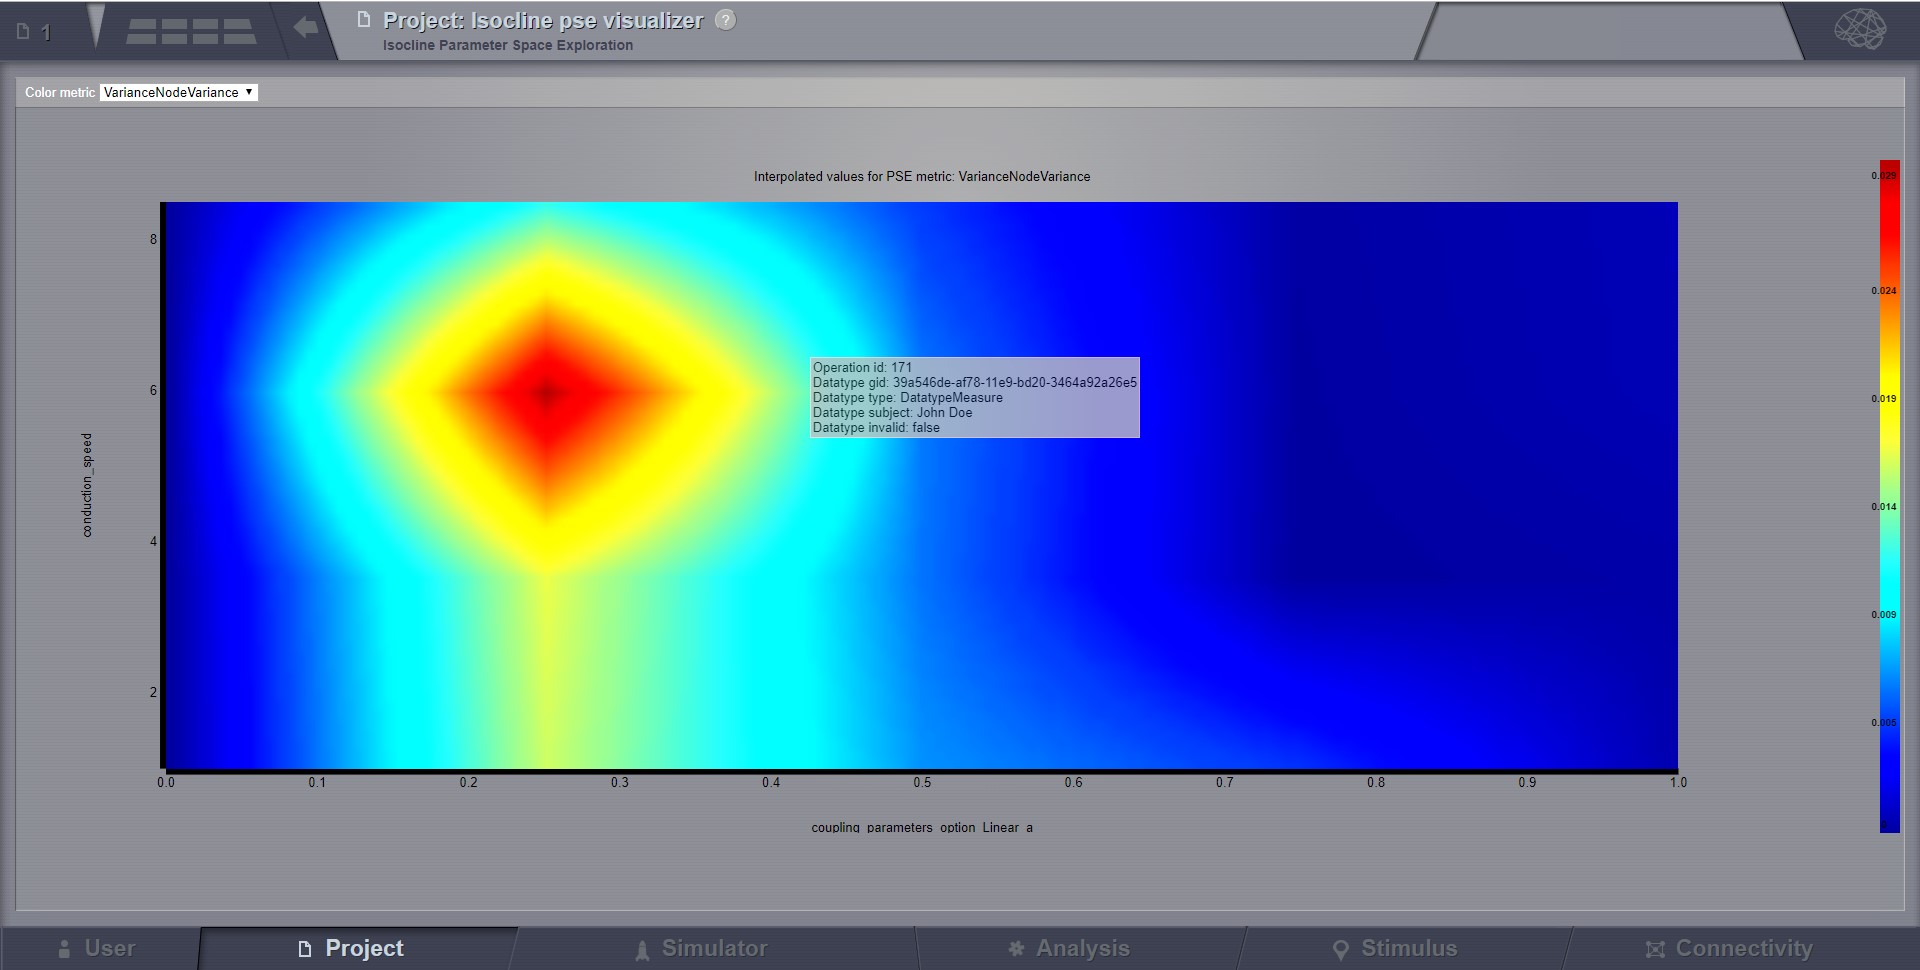 1
Project: Isocline pse visualizer ?
Isocline Parameter Space Exploration
Color metric VarianceNodeVariance
Interpolated values for PSE metric: VarianceNodeVariance
0.029
8
0.024
Operation id: 171
Datatype gid: 39a546de-af78-11e9-bd20-3464a92a26e5
Datatype type: DatatypeMeasure
Datatype subject: John Doe
Datatype invalid: false
6
0.019
conduction_speed
0.014
4
0.009
2
0.005
0.0 0.1 0.2 0.3 0.4 0.5 0.6 0.7 0.8 0.9 1.0
coupling_parameters_option_Linear_a
User Project Simulator Analysis Stimulus Connectivity